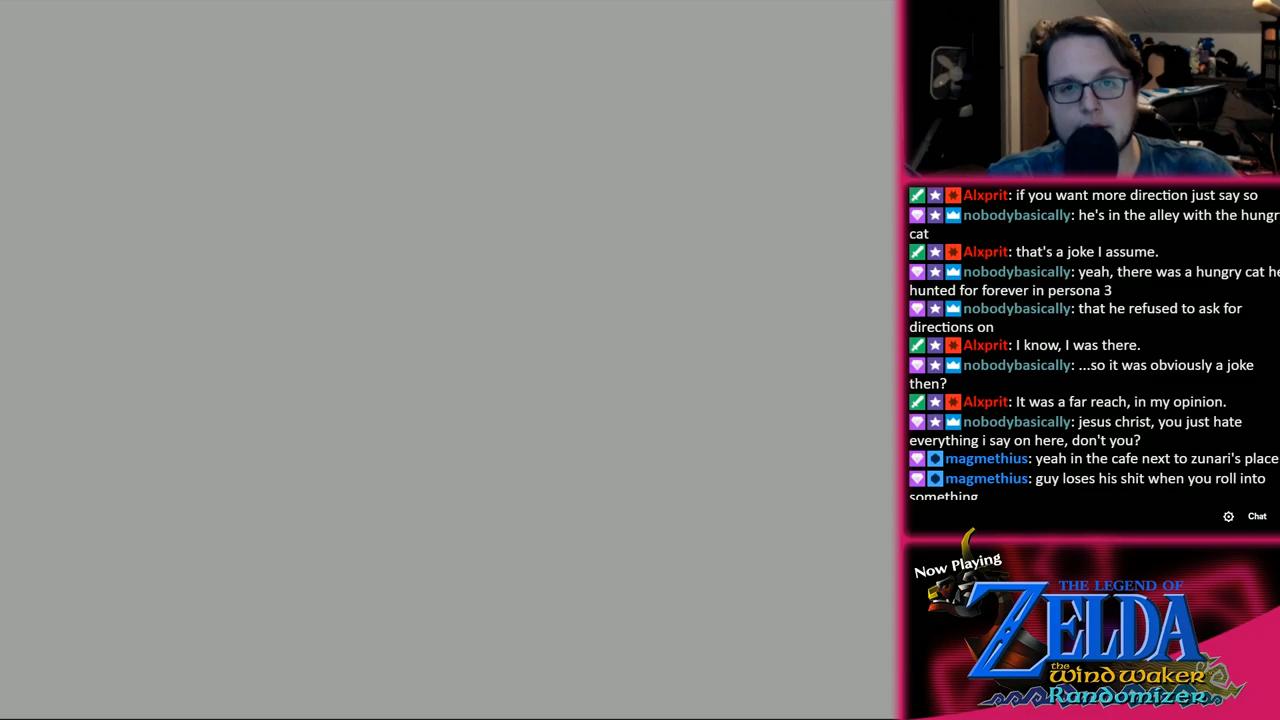 Alxprit: if you want more direction just say so
nobodybasically: he's in the alley with the hungr
cat
Alxprit: that's a joke I assume.
nobodybasically: yeah, there was a hungry cat he
hunted for forever in persona 3
nobodybasically: that he refused to ask for
directions on
Alxprit: I know, I was there.
nobodybasically: ...so it was obviously a joke
then?
Alxprit: It was a far reach, in my opinion.
nobodybasically: jesus christ, you just hate
everything i say on here, don't you?
magmethius: yeah in the cafe next to zunari's place
magmethius: guy loses his shit when you roll into
something
Chat
Now Playing
THE LEGEND OF
ZELDA
the
Wind Waker
Randomizer